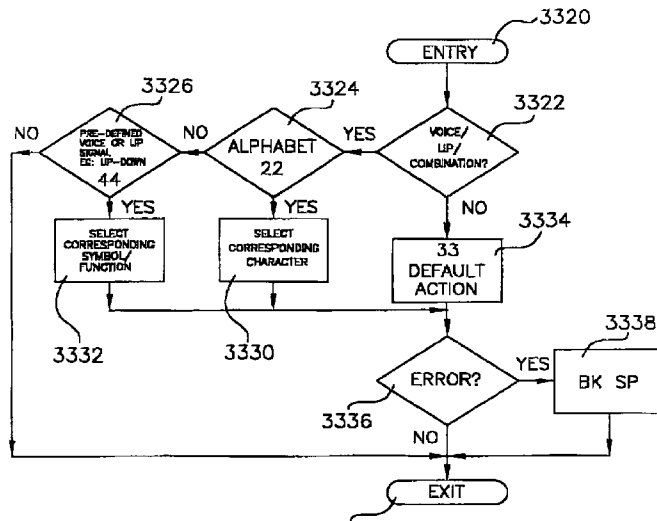 3320
ENTRY
3326
3324
3322
NO
PRE-DEFINED
VOICE OR LIP
SIGNAL
EG: LIP-DOWN
44
NO
ALPHABET
22
YES
VOICE/
LIP/
COMBINATION?
YES
YES
NO
SELECT
CORRESPONDING
SYMBOL/
FUNCTION
SELECT
CORRESPONDING
CHARACTER
33
DEFAULT
ACTION
3334
3332
3330
3338
ERROR?
YES
BK SP
3336
NO
EXIT